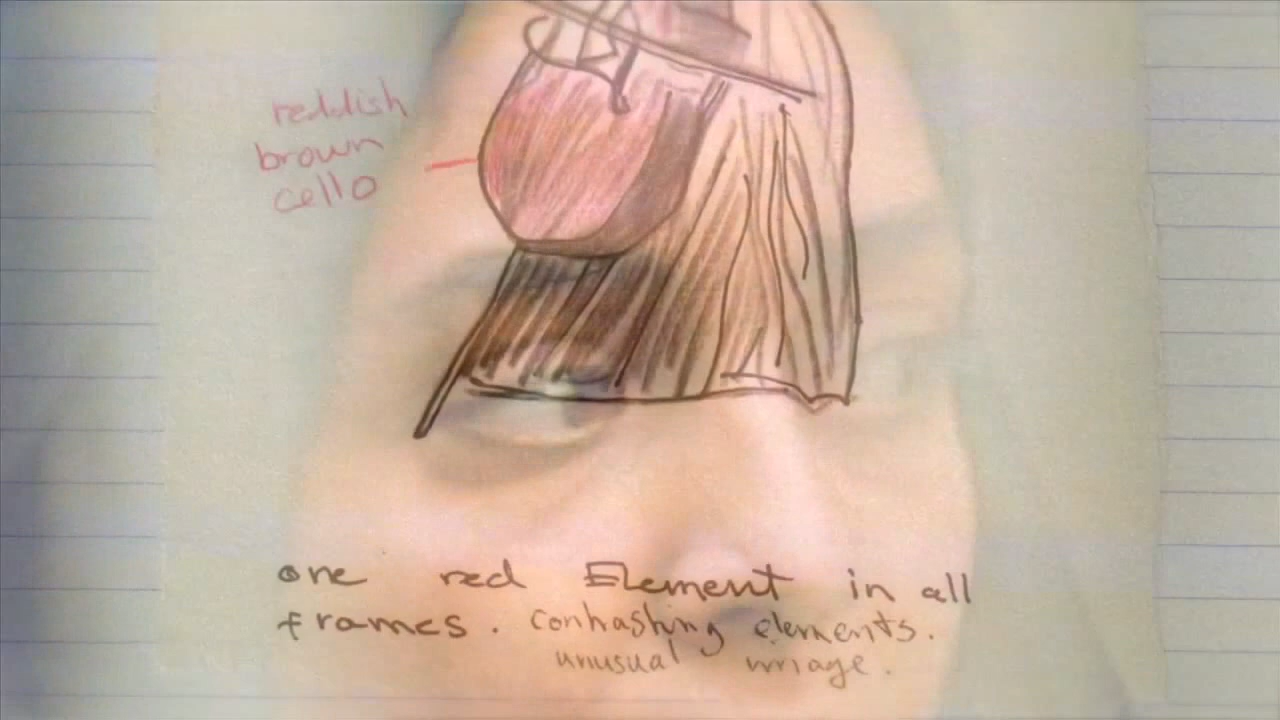 reddish
brown
cello
one red Element in all
frames. contrasting elements.
unusual image.